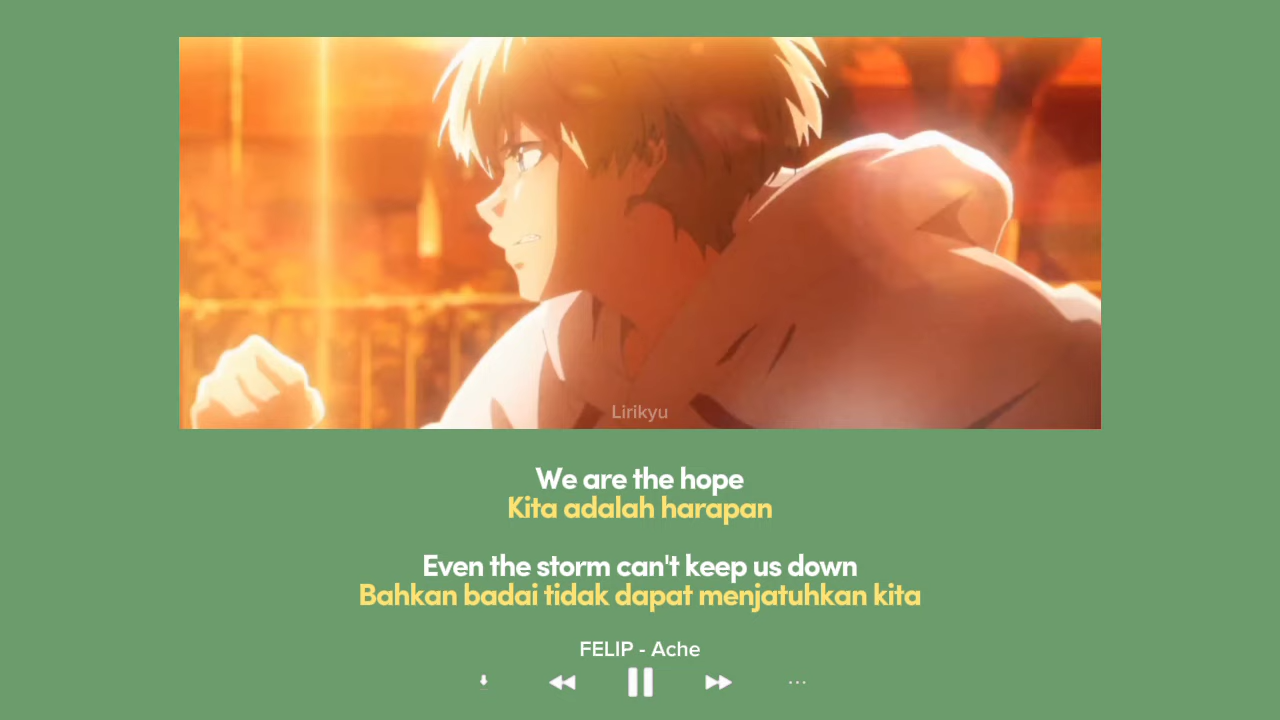 Lirikyu
We are the hope
Kita adalah harapan
Even the storm can't keep us down
Bahkan badai tidak dapat menjatuhkan kita
FELIP - Ache